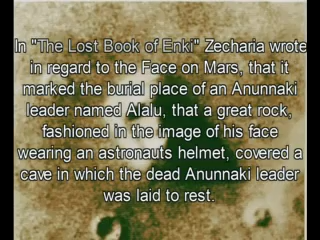 In "The Lost Book of Enki" Zecharia wrote
in regard to the Face on Mars, that it
marked the burial place of an Anunnaki
leader named Alalu, that a great rock,
fashioned in the image of his face
wearing an astronauts helmet, covered a
cave in which the dead Anunnaki leader
was laid to rest.